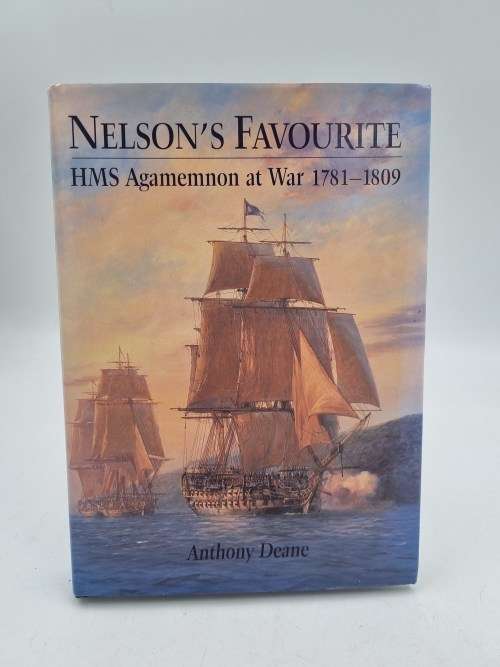 NELSON'S FAVOURITE
HMS Agamemnon at War 1781–1809
Anthony Deane